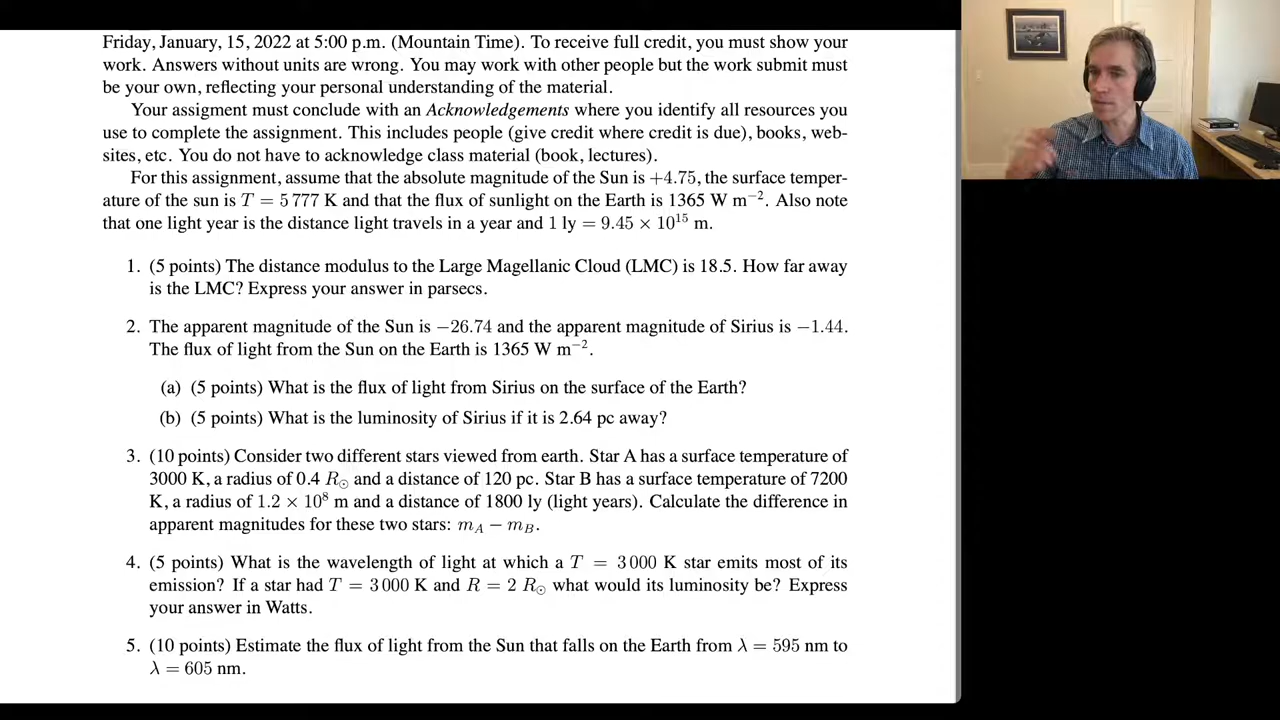 Friday, January, 15, 2022 at 5:00 p.m. (Mountain Time). To receive full credit, you must show your
work. Answers without units are wrong. You may work with other people but the work submit must
be your own, reflecting your personal understanding of the material.
Your assigment must conclude with an Acknowledgements where you identify all resources you
use to complete the assignment. This includes people (give credit where credit is due), books, web-
sites, etc. You do not have to acknowledge class material (book, lectures).
For this assignment, assume that the absolute magnitude of the Sun is +4.75, the surface temper-
ature of the sun is T = 5 777 K and that the flux of sunlight on the Earth is 1365 W m⁻². Also note
that one light year is the distance light travels in a year and 1 ly = 9.45 × 10¹⁵ m.
1. (5 points) The distance modulus to the Large Magellanic Cloud (LMC) is 18.5. How far away
is the LMC? Express your answer in parsecs.
2. The apparent magnitude of the Sun is −26.74 and the apparent magnitude of Sirius is −1.44.
The flux of light from the Sun on the Earth is 1365 W m⁻².
(a) (5 points) What is the flux of light from Sirius on the surface of the Earth?
(b) (5 points) What is the luminosity of Sirius if it is 2.64 pc away?
3. (10 points) Consider two different stars viewed from earth. Star A has a surface temperature of
3000 K, a radius of 0.4 R☉ and a distance of 120 pc. Star B has a surface temperature of 7200
K, a radius of 1.2 × 10⁸ m and a distance of 1800 ly (light years). Calculate the difference in
apparent magnitudes for these two stars: m_A − m_B.
4. (5 points) What is the wavelength of light at which a T = 3 000 K star emits most of its
emission? If a star had T = 3 000 K and R = 2 R☉ what would its luminosity be? Express
your answer in Watts.
5. (10 points) Estimate the flux of light from the Sun that falls on the Earth from λ = 595 nm to
λ = 605 nm.